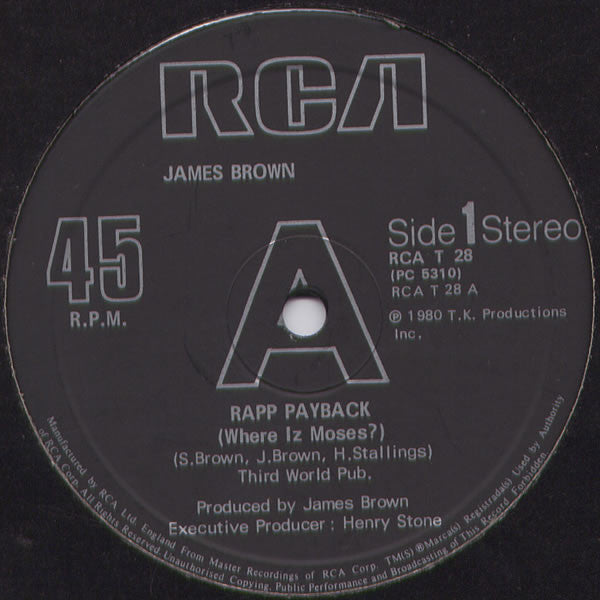 RCA
JAMES BROWN
45
R.P.M.
A
Side 1 Stereo
RCA T 28
(PC 5310)
RCA T 28 A
℗ 1980 T.K. Productions
Inc.
RAPP PAYBACK
(Where Iz Moses?)
(S.Brown, J.Brown, H.Stallings)
Third World Pub.
Produced by James Brown
Executive Producer : Henry Stone
Manufactured by RCA Ltd. England From Master Recordings of RCA Corp. TM(S) ® Marca(s) Registrada(s) Used by Authority
of RCA Corp. All Rights Reserved. Unauthorised Copying, Public Performance and Broadcasting of This Record Forbidden.